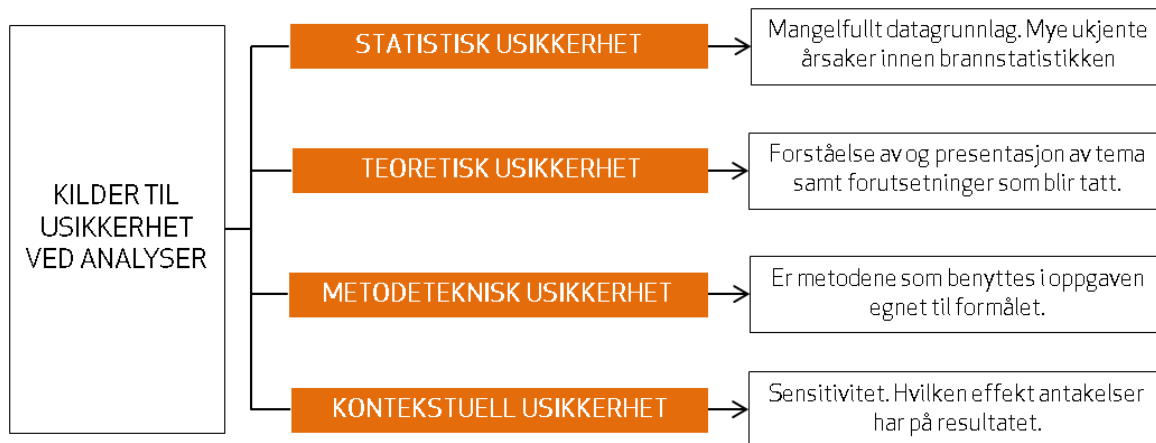 KILDER TIL
USIKKERHET
VED ANALYSER
STATISTISK USIKKERHET
Mangelfullt datagrunnlag. Mye ukjente
årsaker innen brannstatistikken
TEORETISK USIKKERHET
Forståelse av og presentasjon av tema
samt forutsetninger som blir tatt.
METODETEKNISK USIKKERHET
Er metodene som benyttes i oppgaven
egnet til formålet.
KONTEKSTUELL USIKKERHET
Sensitivitet. Hvilken effekt antakelser
har på resultatet.